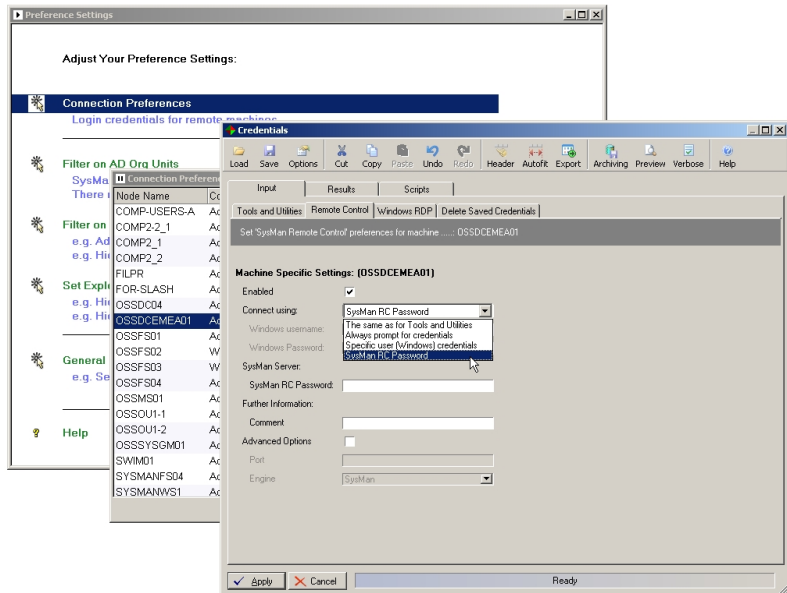 Preference Settings
Adjust Your Preference Settings:
Connection Preferences
Login credentials for remote machines
Filter on AD Org Units
SysMa
There
Filter on
e.g. Ad
e.g. Hi
Set Expl
e.g. Hi
e.g. Hi
General
e.g. Se
Help
Connection Preferen
Node Name Co
COMP-USERS-A Ac
COMP2-2_1 Ac
COMP2_1 Ac
COMP2_2 Ac
FILPR Ac
FOR-SLASH Ac
OSSDC04 Ac
OSSDCEMEA01 Ac
OSSFS01 Ac
OSSFS02 W
OSSFS03 W
OSSFS04 Ac
OSSMS01 Ac
OSSOU1-1 Ac
OSSOU1-2 Ac
OSSSYSGM01 Ac
SWIM01 Ac
SYSMANFS04 Ac
SYSMANWS1 Ac
Credentials
Load Save Options Cut Copy Paste Undo Redo Header Autofit Export Archiving Preview Verbose Help
Input Results Scripts
Tools and Utilities Remote Control Windows RDP Delete Saved Credentials
Set 'SysMan Remote Control' preferences for machine .....: OSSDCEMEA01
Machine Specific Settings: (OSSDCEMEA01)
Enabled
Connect using: SysMan RC Password
The same as for Tools and Utilities
Always prompt for credentials
Specific user (Windows) credentials
SysMan RC Password
Windows username:
Windows Password:
SysMan Server:
SysMan RC Password:
Further Information:
Comment
Advanced Options
Port
Engine SysMan
Apply Cancel Ready